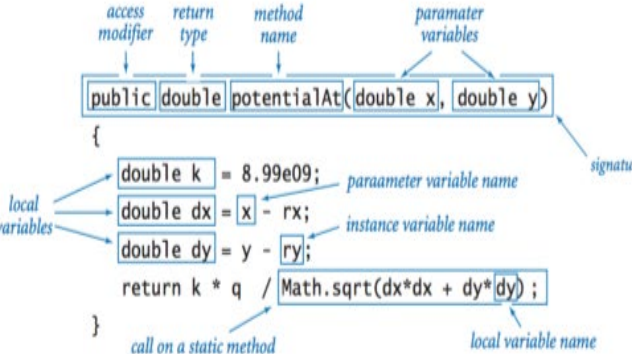 access modifier
return type
method name
paramater variables
public double potentialAt(double x, double y)
signatu
{
double k = 8.99e09;
paraameter variable name
local variables
double dx = x - rx;
instance variable name
double dy = y - ry;
return k * q / Math.sqrt(dx*dx + dy*dy) ;
}
call on a static method
local variable name